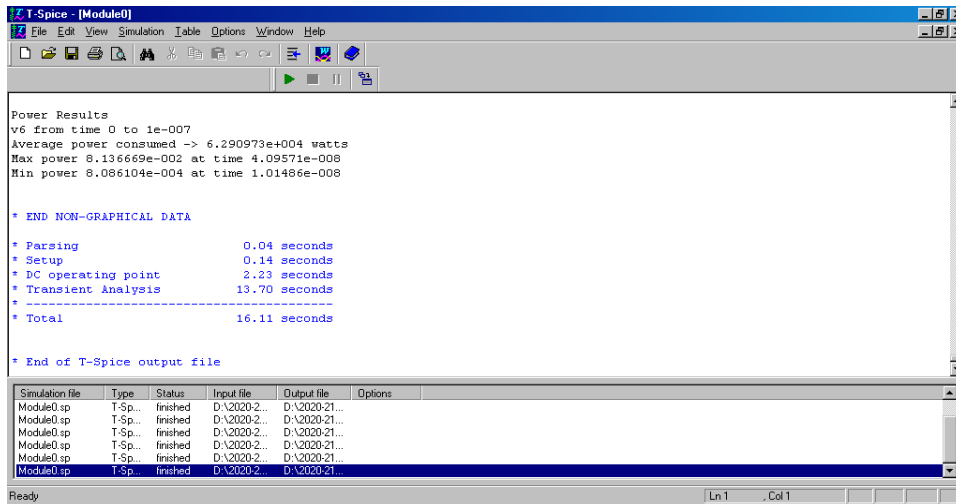 T-Spice - [Module0]
File Edit View Simulation Table Options Window Help
Power Results
v6 from time 0 to 1e-007
Average power consumed -> 6.290973e+004 watts
Max power 8.136669e-002 at time 4.09571e-008
Min power 8.086104e-004 at time 1.01486e-008
* END NON-GRAPHICAL DATA
* Parsing 0.04 seconds
* Setup 0.14 seconds
* DC operating point 2.23 seconds
* Transient Analysis 13.70 seconds
* -----------------------------------------
* Total 16.11 seconds
* End of T-Spice output file
Simulation file Type Status Input file Output file Options
Module0.sp T-Sp... finished D:\2020-2... D:\2020-21...
Module0.sp T-Sp... finished D:\2020-2... D:\2020-21...
Module0.sp T-Sp... finished D:\2020-2... D:\2020-21...
Module0.sp T-Sp... finished D:\2020-2... D:\2020-21...
Module0.sp T-Sp... finished D:\2020-2... D:\2020-21...
Module0.sp T-Sp... finished D:\2020-2... D:\2020-21...
Ready Ln 1 , Col 1